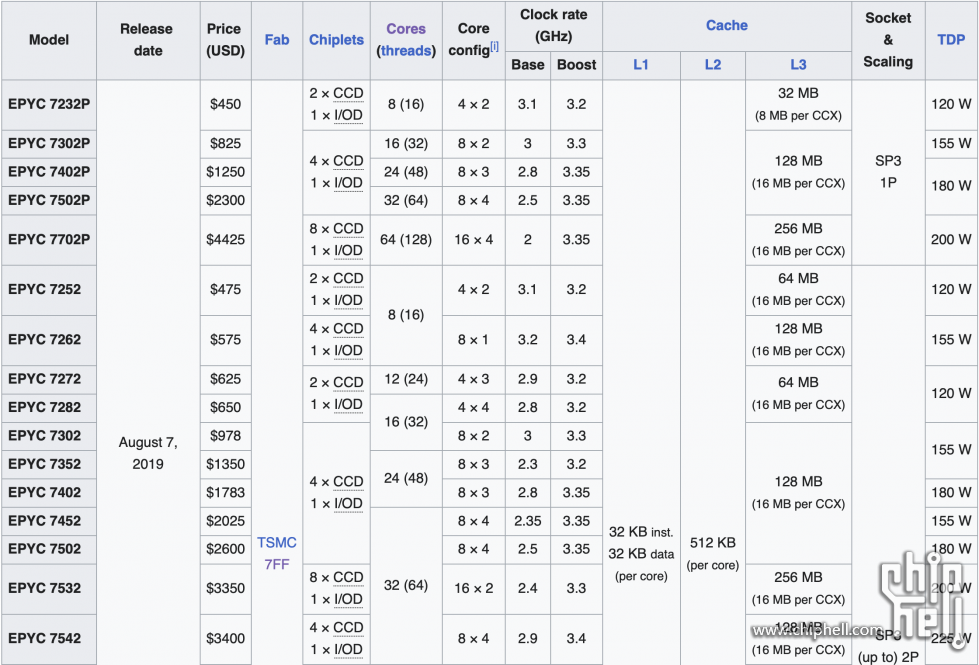 Model Release date Price (USD) Fab Chiplets Cores (threads) Core config[i] Clock rate (GHz) Cache Socket & Scaling TDP
Base Boost L1 L2 L3
EPYC 7232P August 7, 2019 $450 TSMC 7FF 2 × CCD 1 × I/OD 8 (16) 4 × 2 3.1 3.2 32 KB inst. 32 KB data (per core) 512 KB (per core) 32 MB (8 MB per CCX) SP3 1P 120 W
EPYC 7302P $825 4 × CCD 1 × I/OD 16 (32) 8 × 2 3 3.3 128 MB (16 MB per CCX) 155 W
EPYC 7402P $1250 24 (48) 8 × 3 2.8 3.35 180 W
EPYC 7502P $2300 32 (64) 8 × 4 2.5 3.35
EPYC 7702P $4425 8 × CCD 1 × I/OD 64 (128) 16 × 4 2 3.35 256 MB (16 MB per CCX) 200 W
EPYC 7252 $475 2 × CCD 1 × I/OD 8 (16) 4 × 2 3.1 3.2 64 MB (16 MB per CCX) SP3 (up to) 2P 120 W
EPYC 7262 $575 4 × CCD 1 × I/OD 8 × 1 3.2 3.4 128 MB (16 MB per CCX) 155 W
EPYC 7272 $625 2 × CCD 1 × I/OD 12 (24) 4 × 3 2.9 3.2 64 MB (16 MB per CCX) 120 W
EPYC 7282 $650 16 (32) 4 × 4 2.8 3.2
EPYC 7302 $978 4 × CCD 1 × I/OD 8 × 2 3 3.3 128 MB (16 MB per CCX) 155 W
EPYC 7352 $1350 24 (48) 8 × 3 2.3 3.2
EPYC 7402 $1783 8 × 3 2.8 3.35 180 W
EPYC 7452 $2025 32 (64) 8 × 4 2.35 3.35 155 W
EPYC 7502 $2600 8 × 4 2.5 3.35 180 W
EPYC 7532 $3350 8 × CCD 1 × I/OD 16 × 2 2.4 3.3 256 MB (16 MB per CCX) 200 W
EPYC 7542 $3400 4 × CCD 1 × I/OD 8 × 4 2.9 3.4 128 MB (16 MB per CCX) 225 W
chip hell
www.chiphell.com